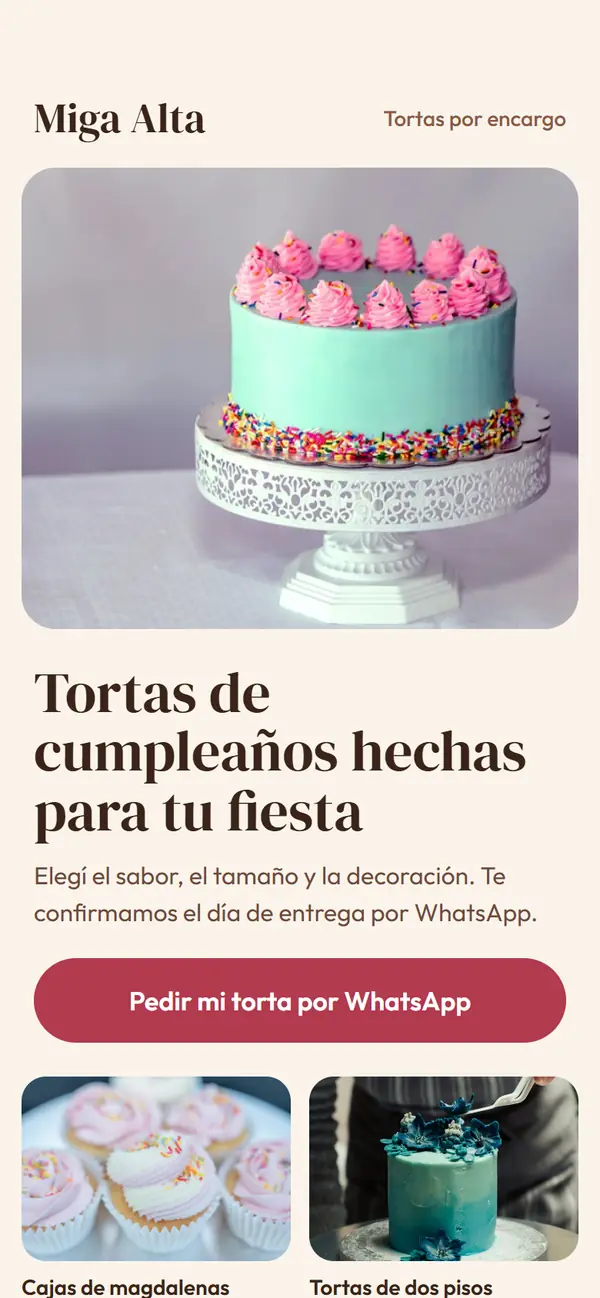 Miga Alta
Tortas por encargo
Tortas de
cumpleaños hechas
para tu fiesta
Elegí el sabor, el tamaño y la decoración. Te
confirmamos el día de entrega por WhatsApp.
Pedir mi torta por WhatsApp
Cajas de magdalenas
Tortas de dos pisos